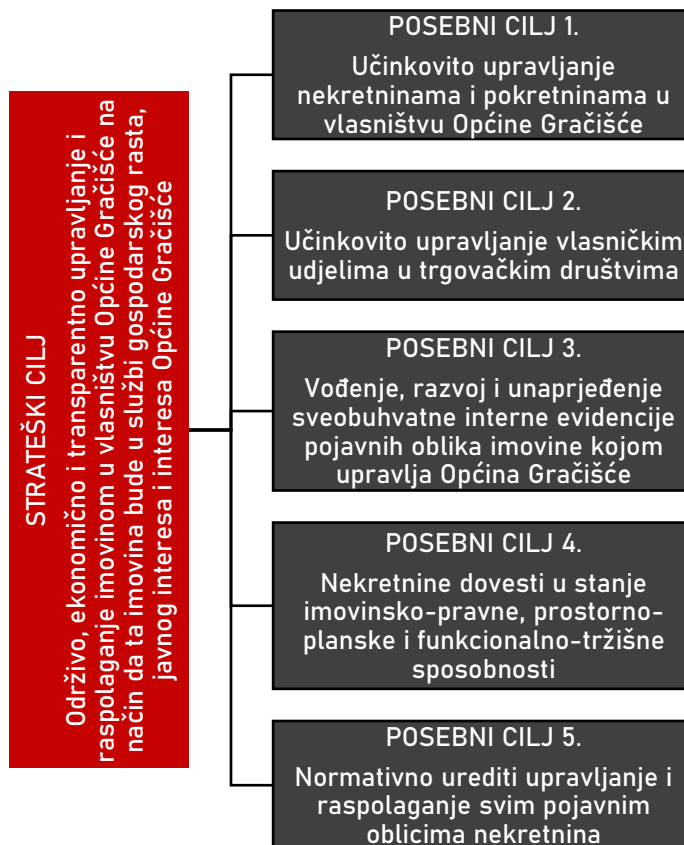 STRATEŠKI CILJ
Održivo, ekonomično i transparentno upravljanje i
raspolaganje imovinom u vlasništvu Općine Gračišće na
način da ta imovina bude u službi gospodarskog rasta,
javnog interesa i interesa Općine Gračišće
POSEBNI CILJ 1.
Učinkovito upravljanje
nekretninama i pokretninama u
vlasništvu Općine Gračišće
POSEBNI CILJ 2.
Učinkovito upravljanje vlasničkim
udjelima u trgovačkim društvima
POSEBNI CILJ 3.
Vođenje, razvoj i unaprjeđenje
sveobuhvatne interne evidencije
pojavnih oblika imovine kojom
upravlja Općina Gračišće
POSEBNI CILJ 4.
Nekretnine dovesti u stanje
imovinsko-pravne, prostorno-
planske i funkcionalno-tržišne
sposobnosti
POSEBNI CILJ 5.
Normativno urediti upravljanje i
raspolaganje svim pojavnim
oblicima nekretnina